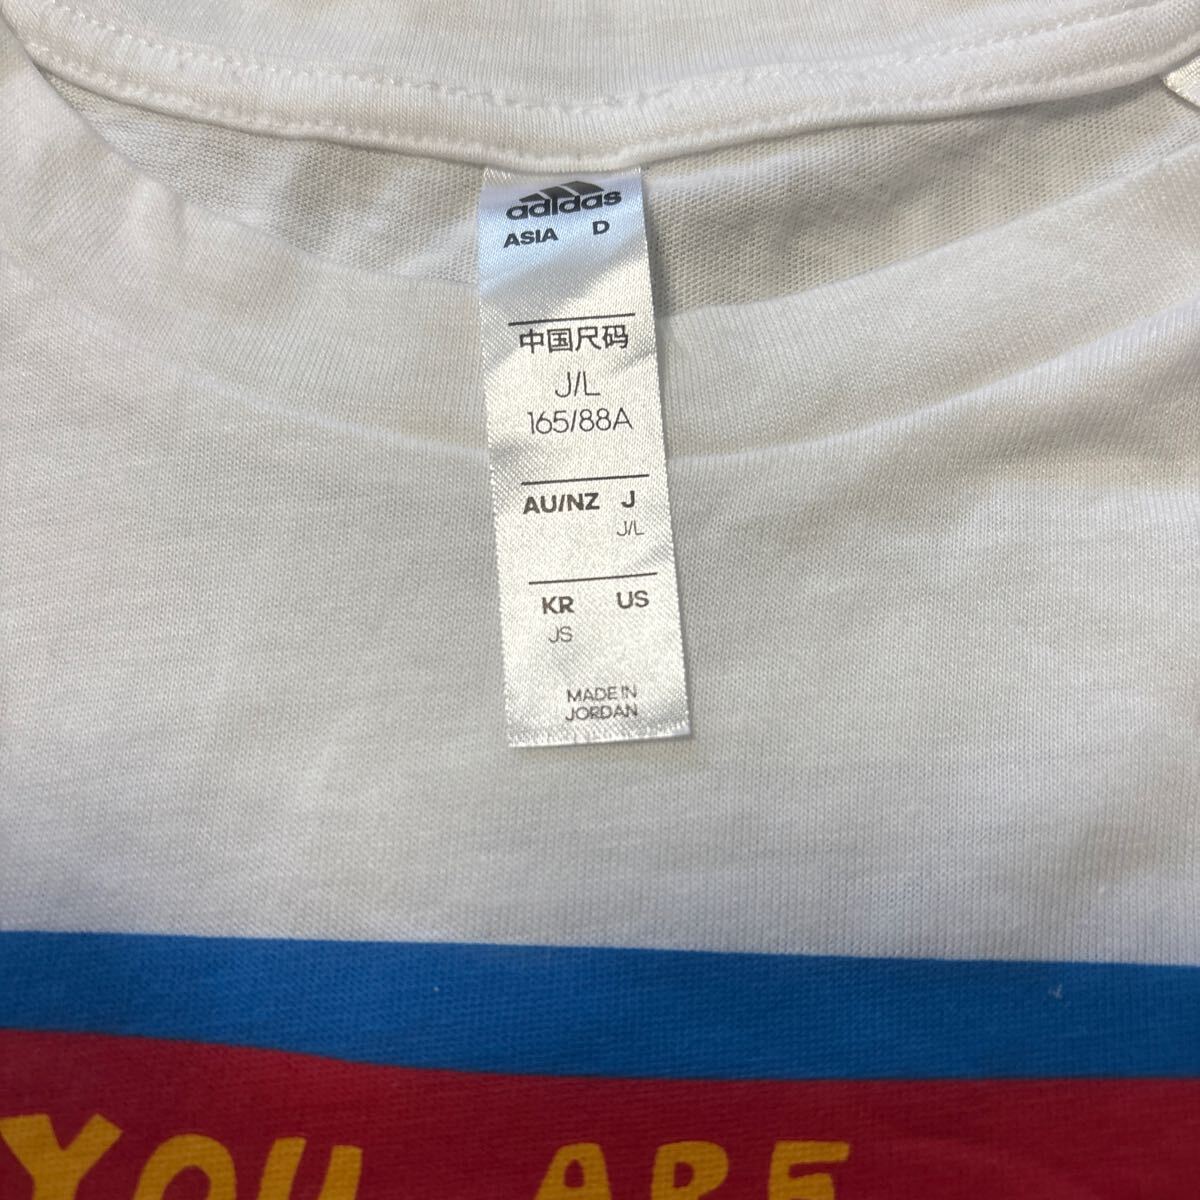 adidas
ASIA D
中国尺码
J/L
165/88A
AU/NZ J
J/L
KR US
JS
MADE IN
JORDAN
YOU ARE